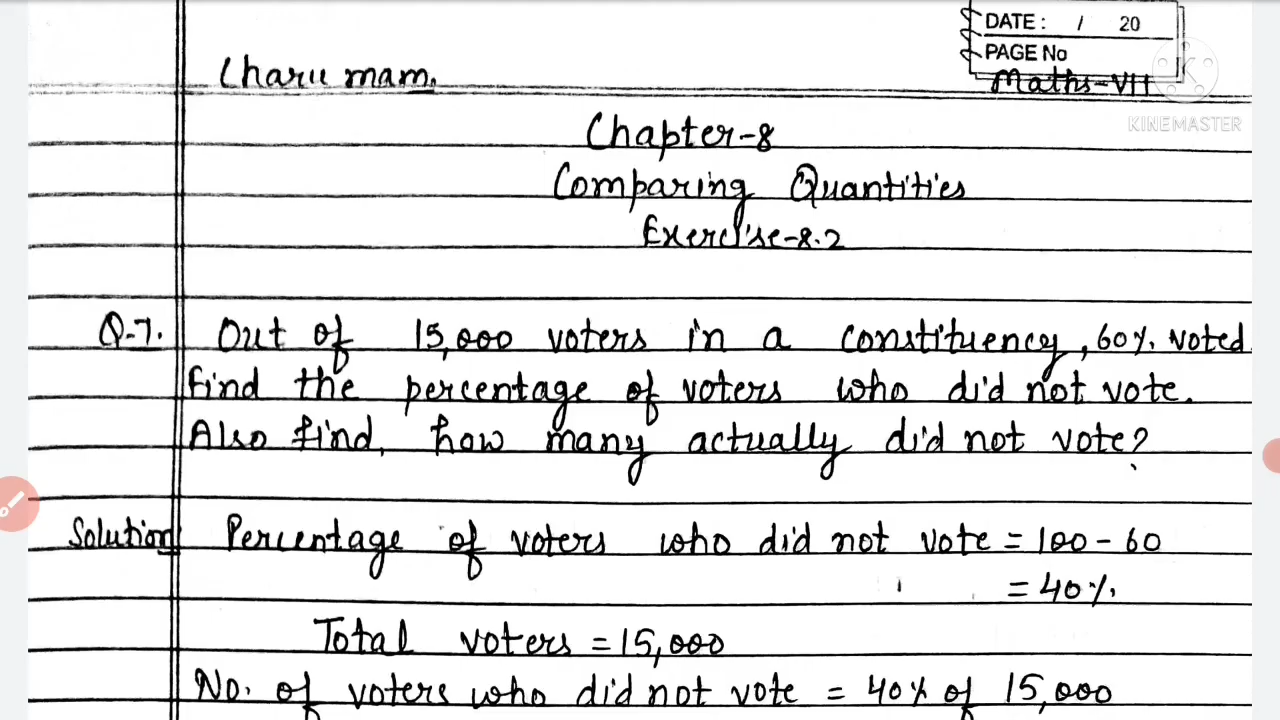 DATE : / 20
PAGE No
Charu mam.
Maths-VII
KINEMASTER
Chapter-8
Comparing Quantities
Exercise-8.2
Q-7. Out of 15,000 voters in a constituency, 60% voted.
Find the percentage of voters who did not vote.
Also find, how many actually did not vote?
Solution Percentage of voters who did not vote = 100 - 60
= 40%.
Total voters = 15,000
No. of voters who did not vote = 40% of 15,000